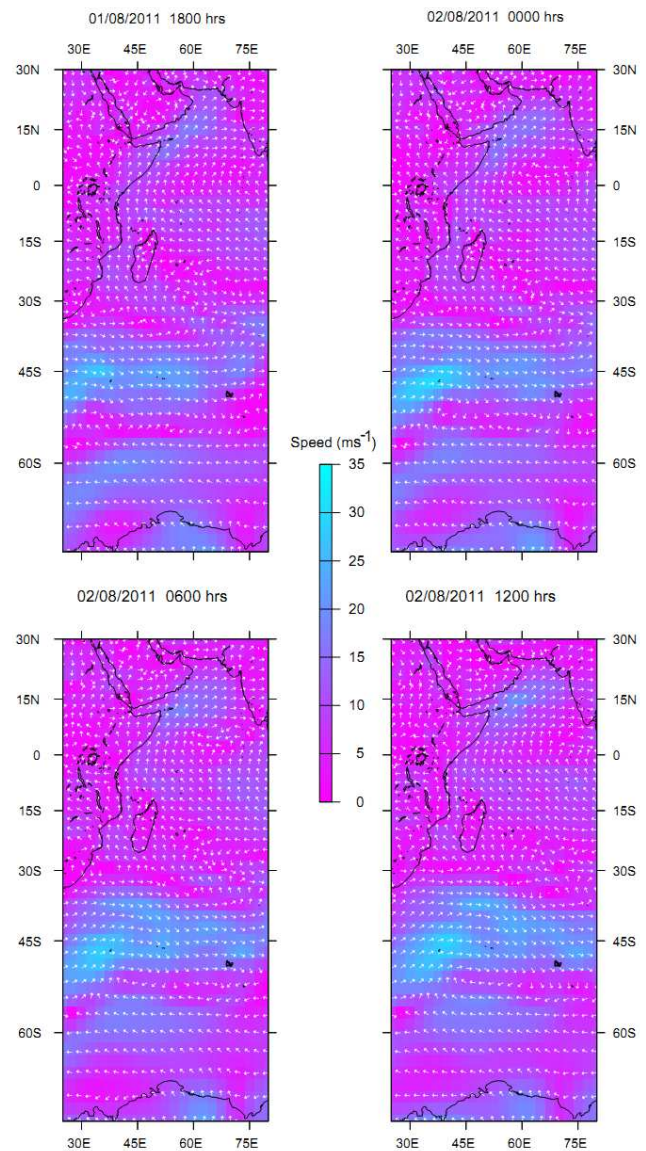 01/08/2011 1800 hrs
02/08/2011 0000 hrs
30E 45E 60E 75E
30E 45E 60E 75E
30N
30N
15N
15N
0
0
15S
15S
30S
30S
45S
45S
60S
60S
Speed (ms-1)
35
30
25
20
15
10
5
0
02/08/2011 0600 hrs
02/08/2011 1200 hrs
30N
30N
15N
15N
0
0
15S
15S
30S
30S
45S
45S
60S
60S
30E 45E 60E 75E
30E 45E 60E 75E